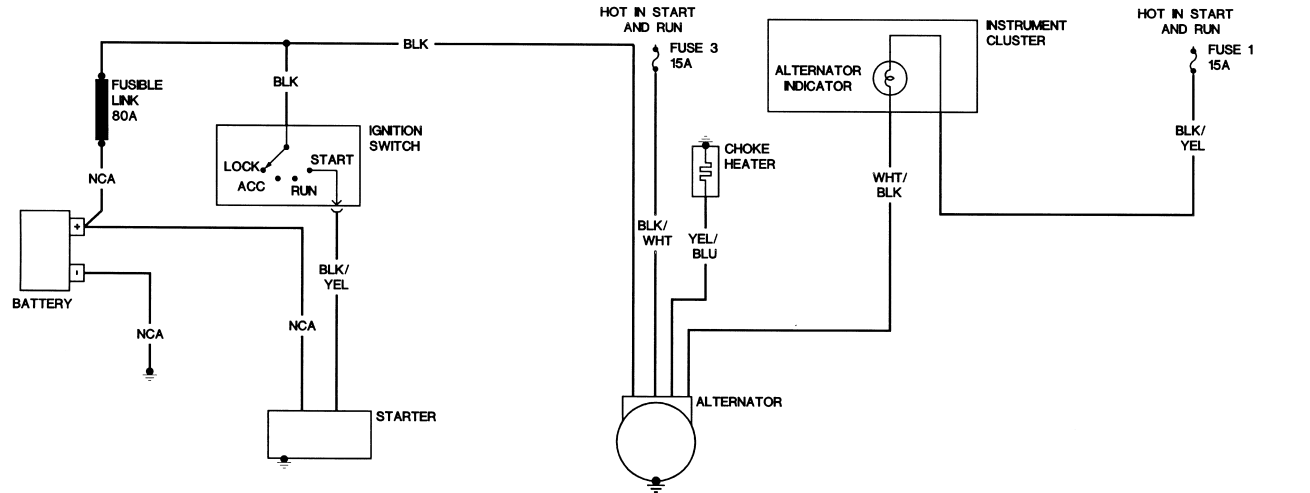 HOT IN START
AND RUN
FUSE 3
15A
HOT IN START
AND RUN
FUSE 1
15A
INSTRUMENT
CLUSTER
ALTERNATOR
INDICATOR
BLK
FUSIBLE
LINK
80A
BLK
IGNITION
SWITCH
LOCK
START
ACC
RUN
NCA
CHOKE
HEATER
BLK/
YEL
WHT/
BLK
BLK/
WHT
YEL/
BLU
+
-
BATTERY
BLK/
YEL
NCA
NCA
STARTER
ALTERNATOR